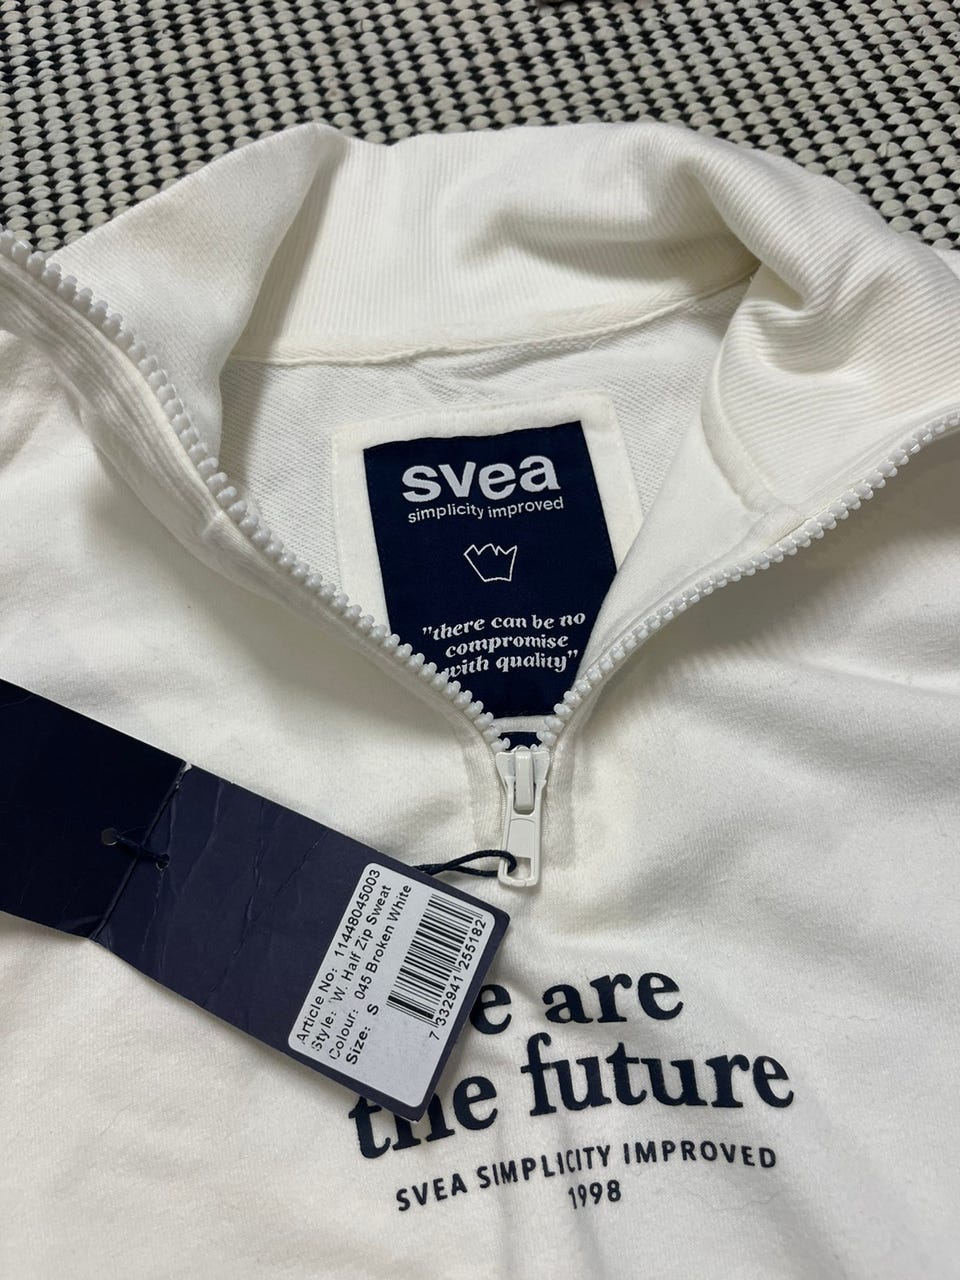 svea
simplicity improved
"there can be no
compromise
with quality"
Article No: 11448045003
Style: W. Half Zip Sweat
Colour: 045 Broken White
Size: S
7 332941 255182
e are
the future
SVEA SIMPLICITY IMPROVED
1998